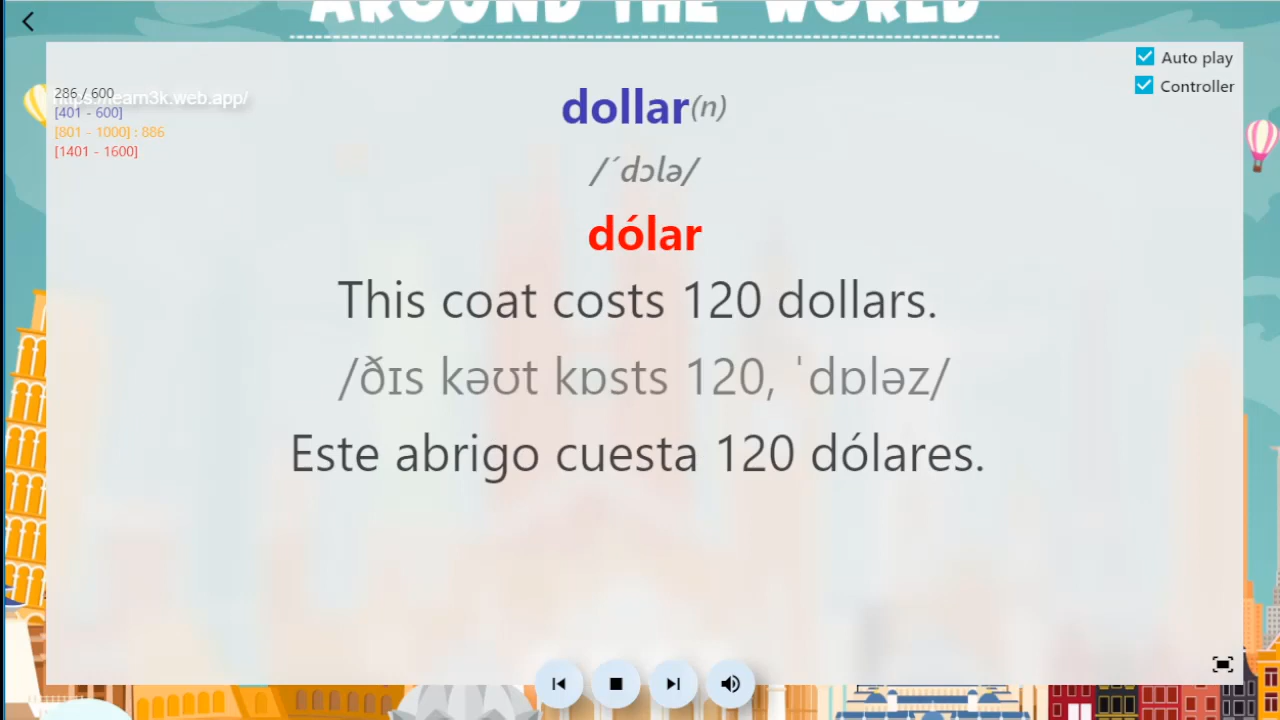 AROUND THE WORLD
Auto play
Controller
286 / 600
https://learn3k.web.app/
[401 - 600]
[801 - 1000] : 886
[1401 - 1600]
dollar(n)
/´dɔlə/
dólar
This coat costs 120 dollars.
/ðɪs kəʊt kɒsts 120, ˈdɒləz/
Este abrigo cuesta 120 dólares.